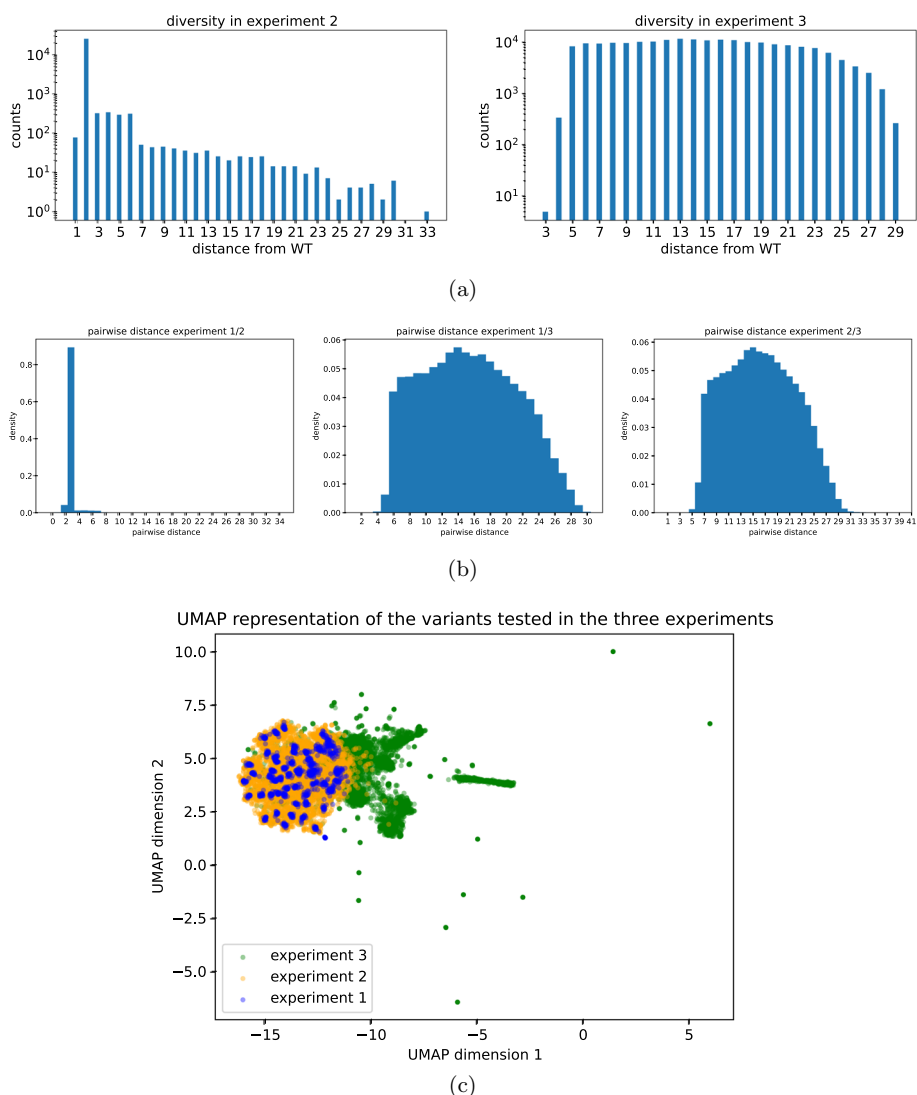 diversity in experiment 2
diversity in experiment 3
10^4
10^3
10^2
10^1
10^0
counts
1 3 5 7 9 11 13 15 17 19 21 23 25 27 29 31 33
distance from WT
10^4
10^3
10^2
10^1
counts
3 5 7 9 11 13 15 17 19 21 23 25 27 29
distance from WT
(a)
pairwise distance experiment 1/2
0.8
0.6
0.4
0.2
0.0
density
0 2 4 6 8 10 12 14 16 18 20 22 24 26 28 30 32 34
pairwise distance
pairwise distance experiment 1/3
0.06
0.05
0.04
0.03
0.02
0.01
0.00
density
2 4 6 8 10 12 14 16 18 20 22 24 26 28 30
pairwise distance
pairwise distance experiment 2/3
0.06
0.05
0.04
0.03
0.02
0.01
0.00
density
1 3 5 7 9 11 13 15 17 19 21 23 25 27 29 31 33 35 37 39 41
pairwise distance
(b)
UMAP representation of the variants tested in the three experiments
10.0
7.5
5.0
2.5
0.0
−2.5
−5.0
UMAP dimension 2
experiment 3
experiment 2
experiment 1
−15 −10 −5 0 5
UMAP dimension 1
(c)